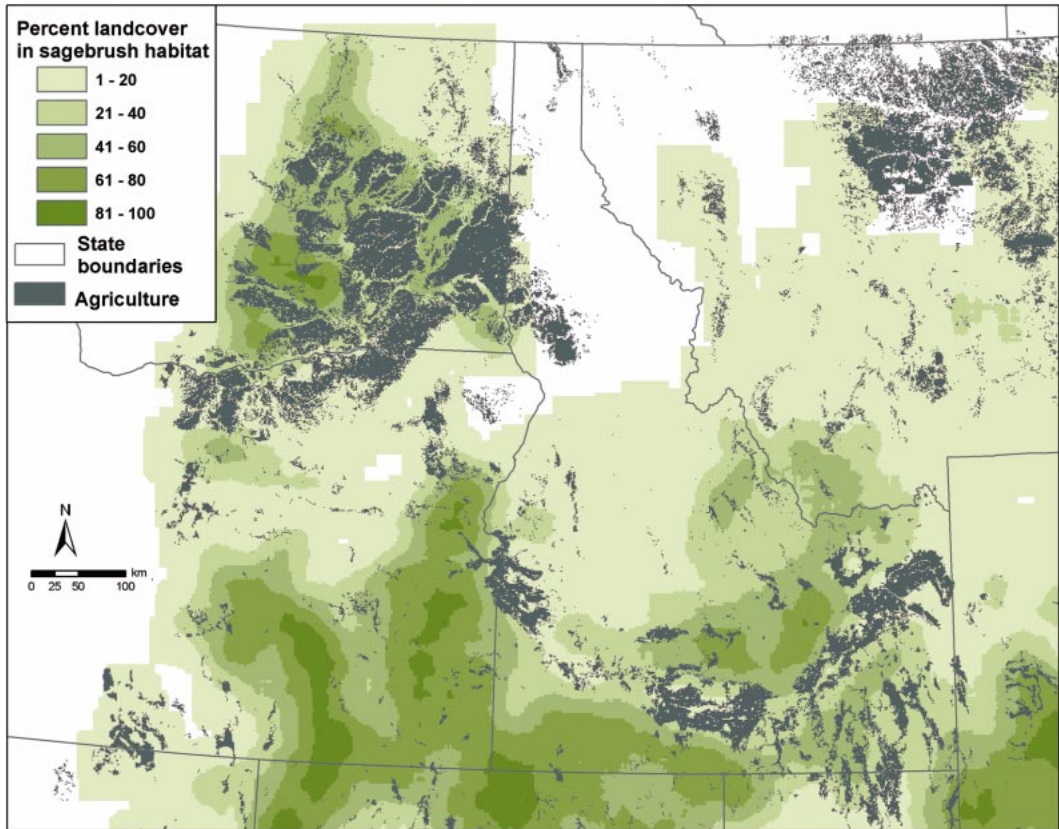 Percent landcover
in sagebrush habitat
1 - 20
21 - 40
41 - 60
61 - 80
81 - 100
State
boundaries
Agriculture
N
km
0 25 50 100